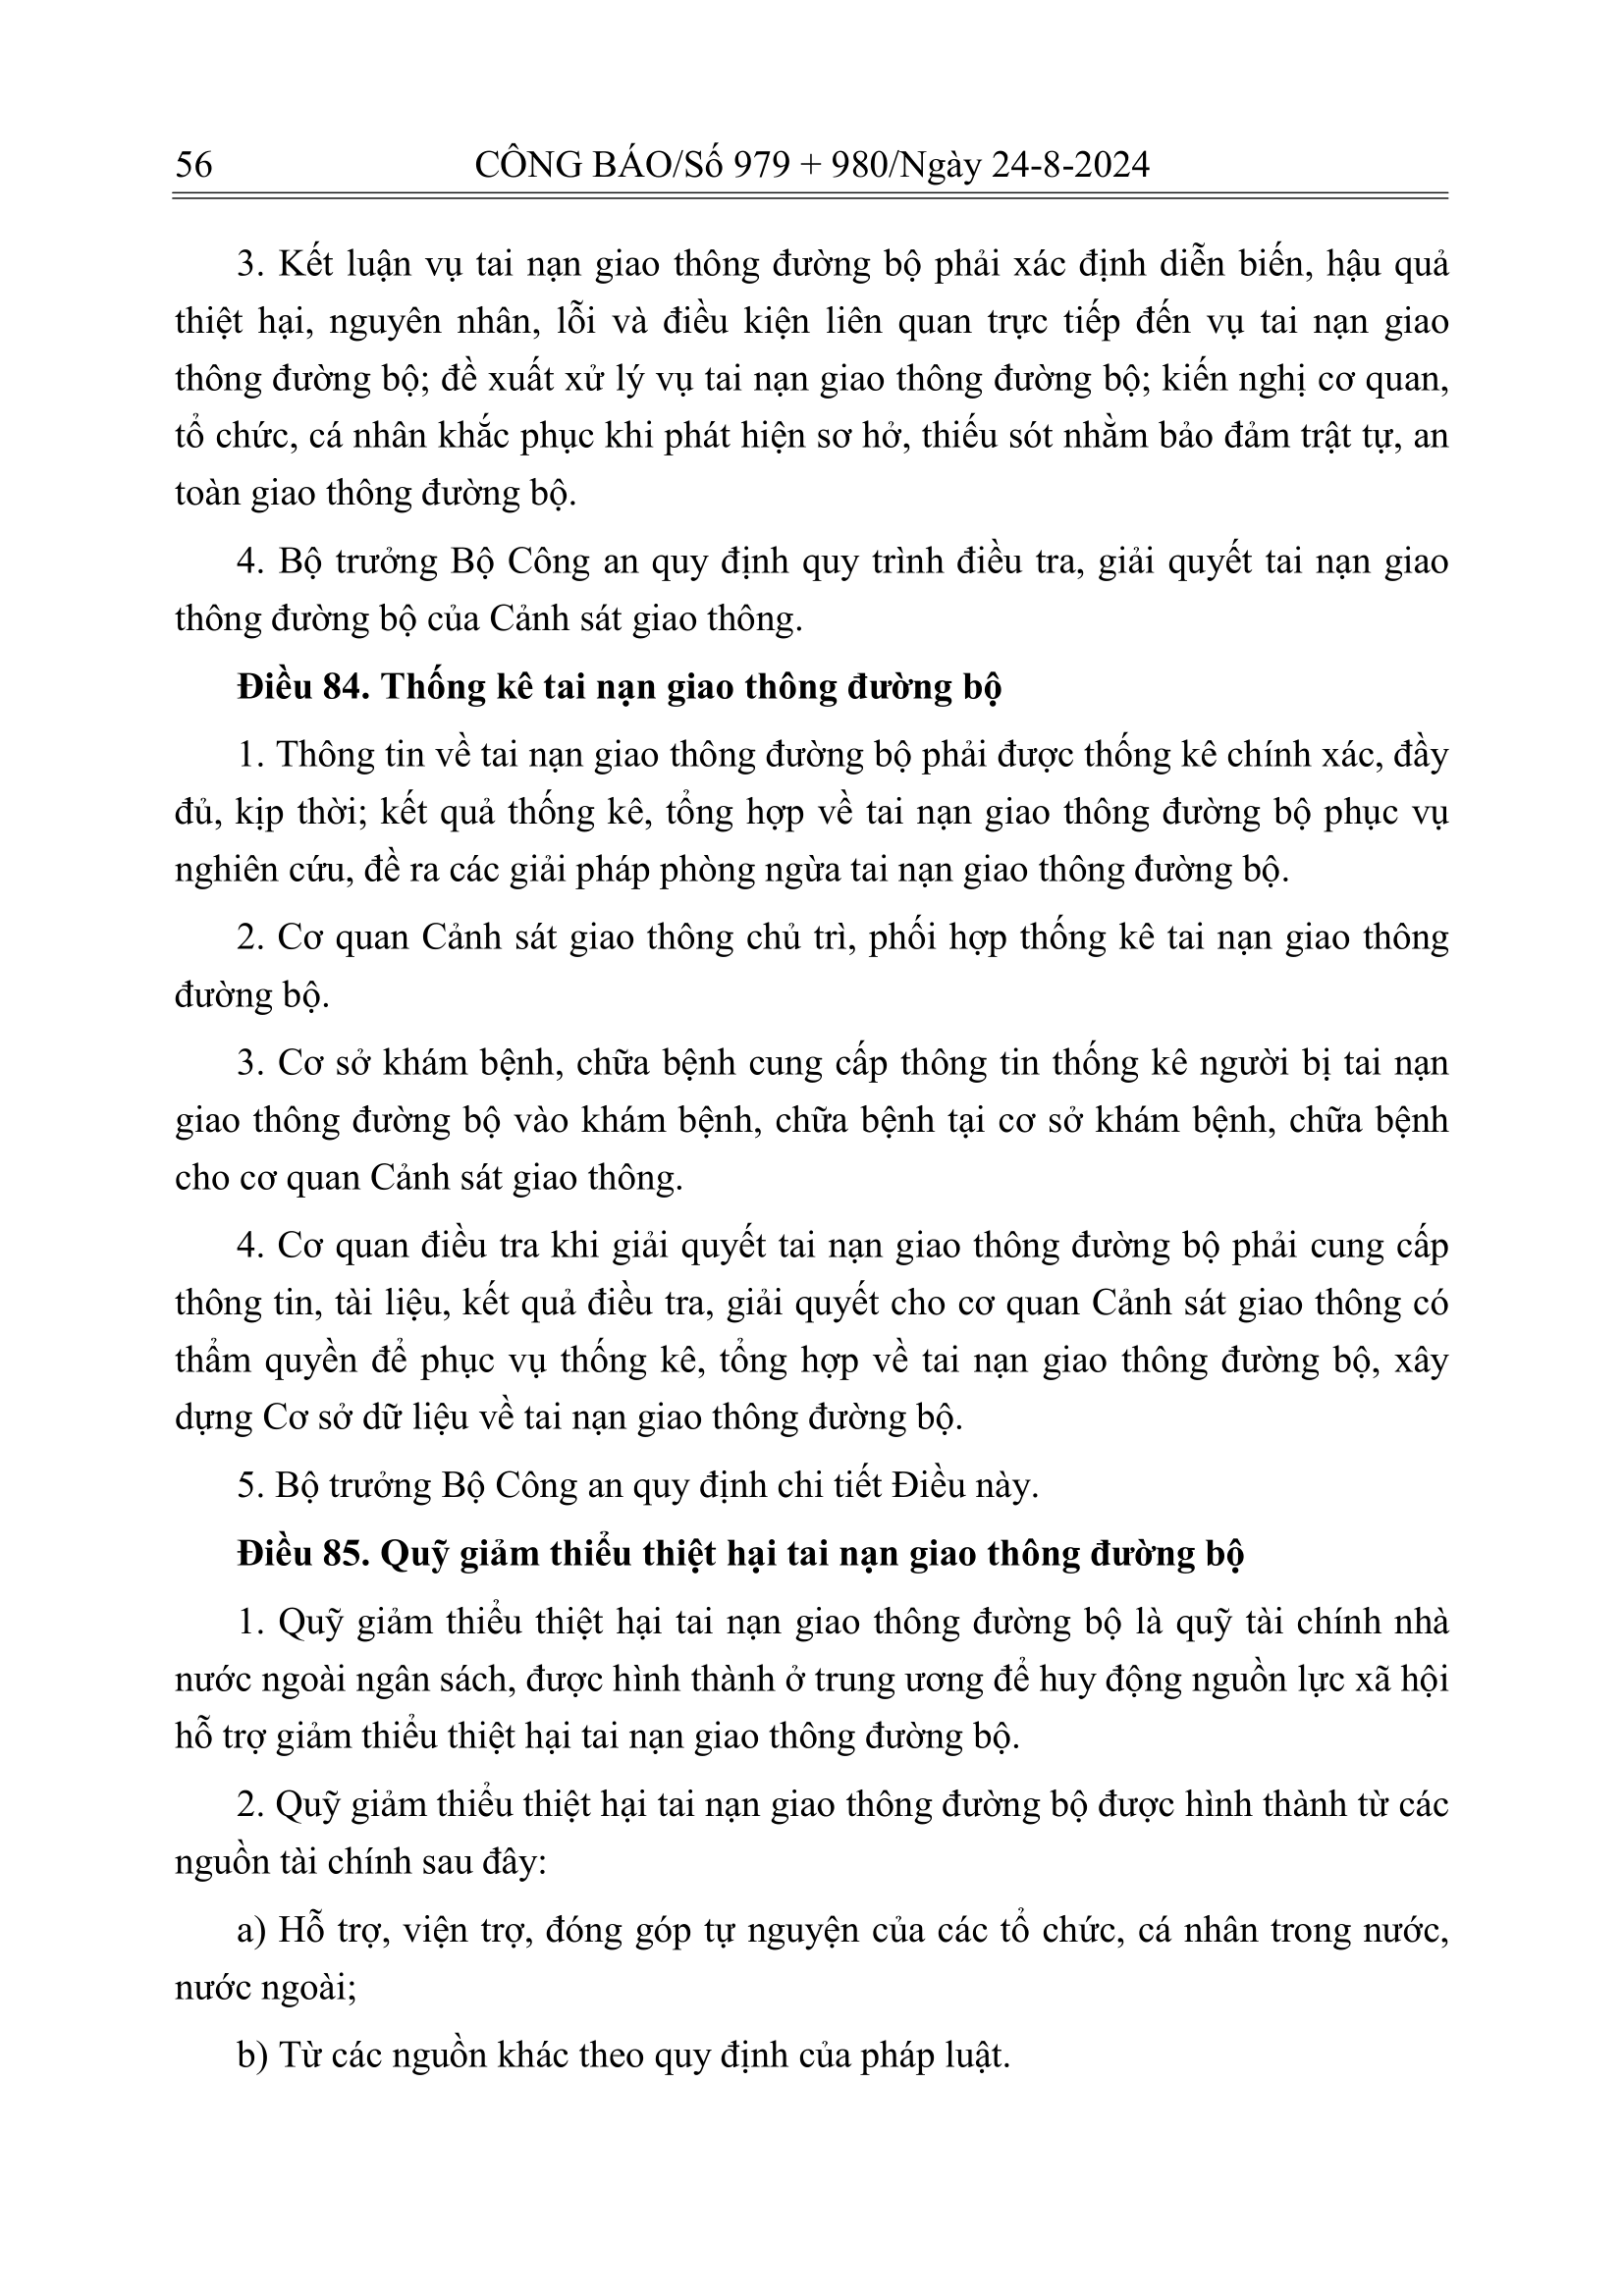 56
CÔNG BÁO/Số 979 + 980/Ngày 24-8-2024
3. Kết luận vụ tai nạn giao thông đường bộ phải xác định diễn biến, hậu quả
thiệt hại, nguyên nhân, lỗi và điều kiện liên quan trực tiếp đến vụ tai nạn giao
thông đường bộ; đề xuất xử lý vụ tai nạn giao thông đường bộ; kiến nghị cơ quan,
tổ chức, cá nhân khắc phục khi phát hiện sơ hở, thiếu sót nhằm bảo đảm trật tự, an
toàn giao thông đường bộ.
4. Bộ trưởng Bộ Công an quy định quy trình điều tra, giải quyết tai nạn giao
thông đường bộ của Cảnh sát giao thông.
Điều 84. Thống kê tai nạn giao thông đường bộ
1. Thông tin về tai nạn giao thông đường bộ phải được thống kê chính xác, đầy
đủ, kịp thời; kết quả thống kê, tổng hợp về tai nạn giao thông đường bộ phục vụ
nghiên cứu, đề ra các giải pháp phòng ngừa tai nạn giao thông đường bộ.
2. Cơ quan Cảnh sát giao thông chủ trì, phối hợp thống kê tai nạn giao thông
đường bộ.
3. Cơ sở khám bệnh, chữa bệnh cung cấp thông tin thống kê người bị tai nạn
giao thông đường bộ vào khám bệnh, chữa bệnh tại cơ sở khám bệnh, chữa bệnh
cho cơ quan Cảnh sát giao thông.
4. Cơ quan điều tra khi giải quyết tai nạn giao thông đường bộ phải cung cấp
thông tin, tài liệu, kết quả điều tra, giải quyết cho cơ quan Cảnh sát giao thông có
thẩm quyền để phục vụ thống kê, tổng hợp về tai nạn giao thông đường bộ, xây
dựng Cơ sở dữ liệu về tai nạn giao thông đường bộ.
5. Bộ trưởng Bộ Công an quy định chi tiết Điều này.
Điều 85. Quỹ giảm thiểu thiệt hại tai nạn giao thông đường bộ
1. Quỹ giảm thiểu thiệt hại tai nạn giao thông đường bộ là quỹ tài chính nhà
nước ngoài ngân sách, được hình thành ở trung ương để huy động nguồn lực xã hội
hỗ trợ giảm thiểu thiệt hại tai nạn giao thông đường bộ.
2. Quỹ giảm thiểu thiệt hại tai nạn giao thông đường bộ được hình thành từ các
nguồn tài chính sau đây:
a) Hỗ trợ, viện trợ, đóng góp tự nguyện của các tổ chức, cá nhân trong nước,
nước ngoài;
b) Từ các nguồn khác theo quy định của pháp luật.